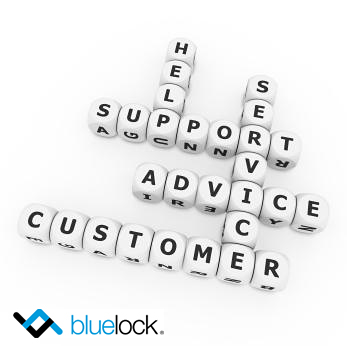 HELP
SERVICE
SUPPORT
ADVICE
CUSTOMER
bluelock®